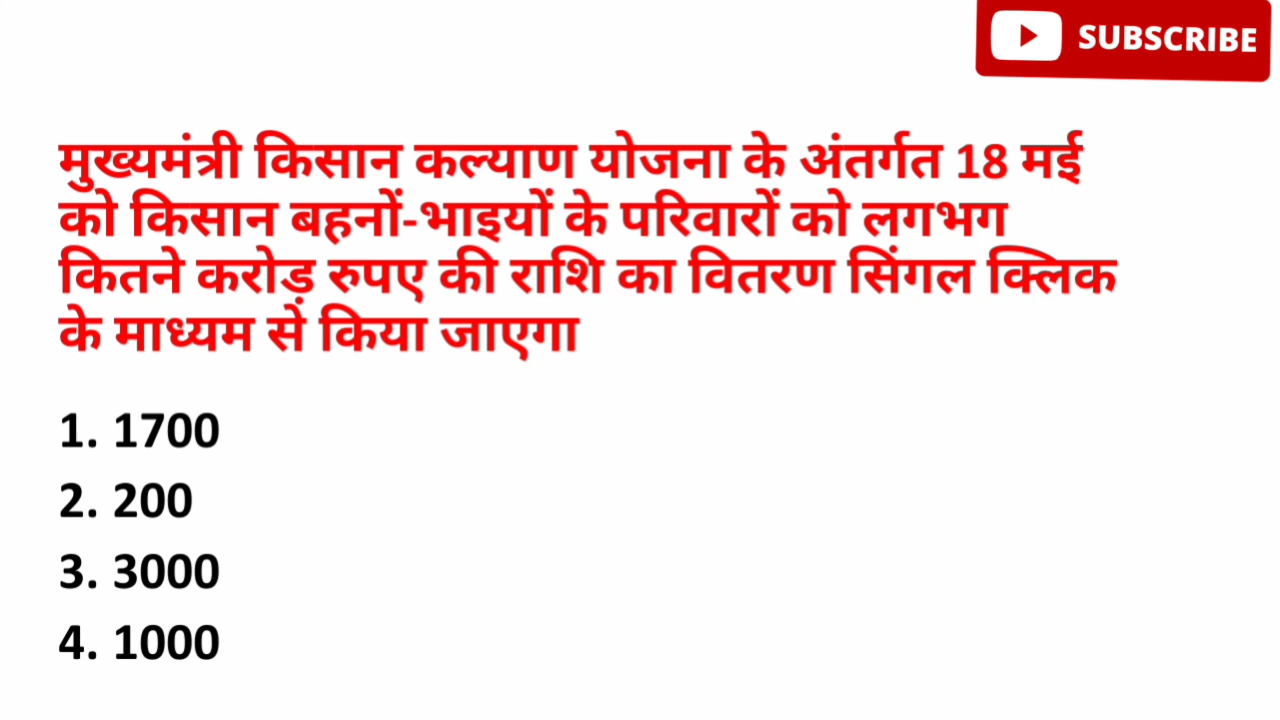 SUBSCRIBE
मुख्यमंत्री किसान कल्याण योजना के अंतर्गत 18 मई
को किसान बहनों-भाइयों के परिवारों को लगभग
कितने करोड़ रुपए की राशि का वितरण सिंगल क्लिक
के माध्यम से किया जाएगा
1. 1700
2. 200
3. 3000
4. 1000